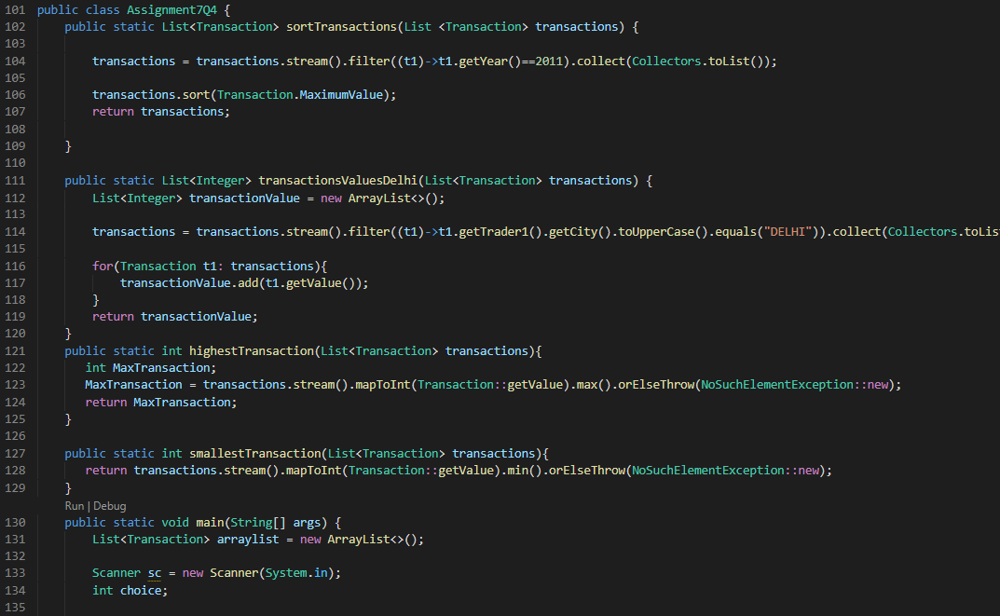 101 public class Assignment7Q4 {
102     public static List<Transaction> sortTransactions(List <Transaction> transactions) {
103
104         transactions = transactions.stream().filter((t1)->t1.getYear()==2011).collect(Collectors.toList());
105
106         transactions.sort(Transaction.MaximumValue);
107         return transactions;
108
109     }
110
111     public static List<Integer> transactionsValuesDelhi(List<Transaction> transactions) {
112         List<Integer> transactionValue = new ArrayList<>();
113
114         transactions = transactions.stream().filter((t1)->t1.getTrader1().getCity().toUpperCase().equals("DELHI")).collect(Collectors.toLis
115
116         for(Transaction t1: transactions){
117             transactionValue.add(t1.getValue());
118         }
119         return transactionValue;
120     }
121     public static int highestTransaction(List<Transaction> transactions){
122        int MaxTransaction;
123        MaxTransaction = transactions.stream().mapToInt(Transaction::getValue).max().orElseThrow(NoSuchElementException::new);
124        return MaxTransaction;
125     }
126
127     public static int smallestTransaction(List<Transaction> transactions){
128        return transactions.stream().mapToInt(Transaction::getValue).min().orElseThrow(NoSuchElementException::new);
129     }
Run | Debug
130     public static void main(String[] args) {
131         List<Transaction> arraylist = new ArrayList<>();
132
133         Scanner sc = new Scanner(System.in);
134         int choice;
135